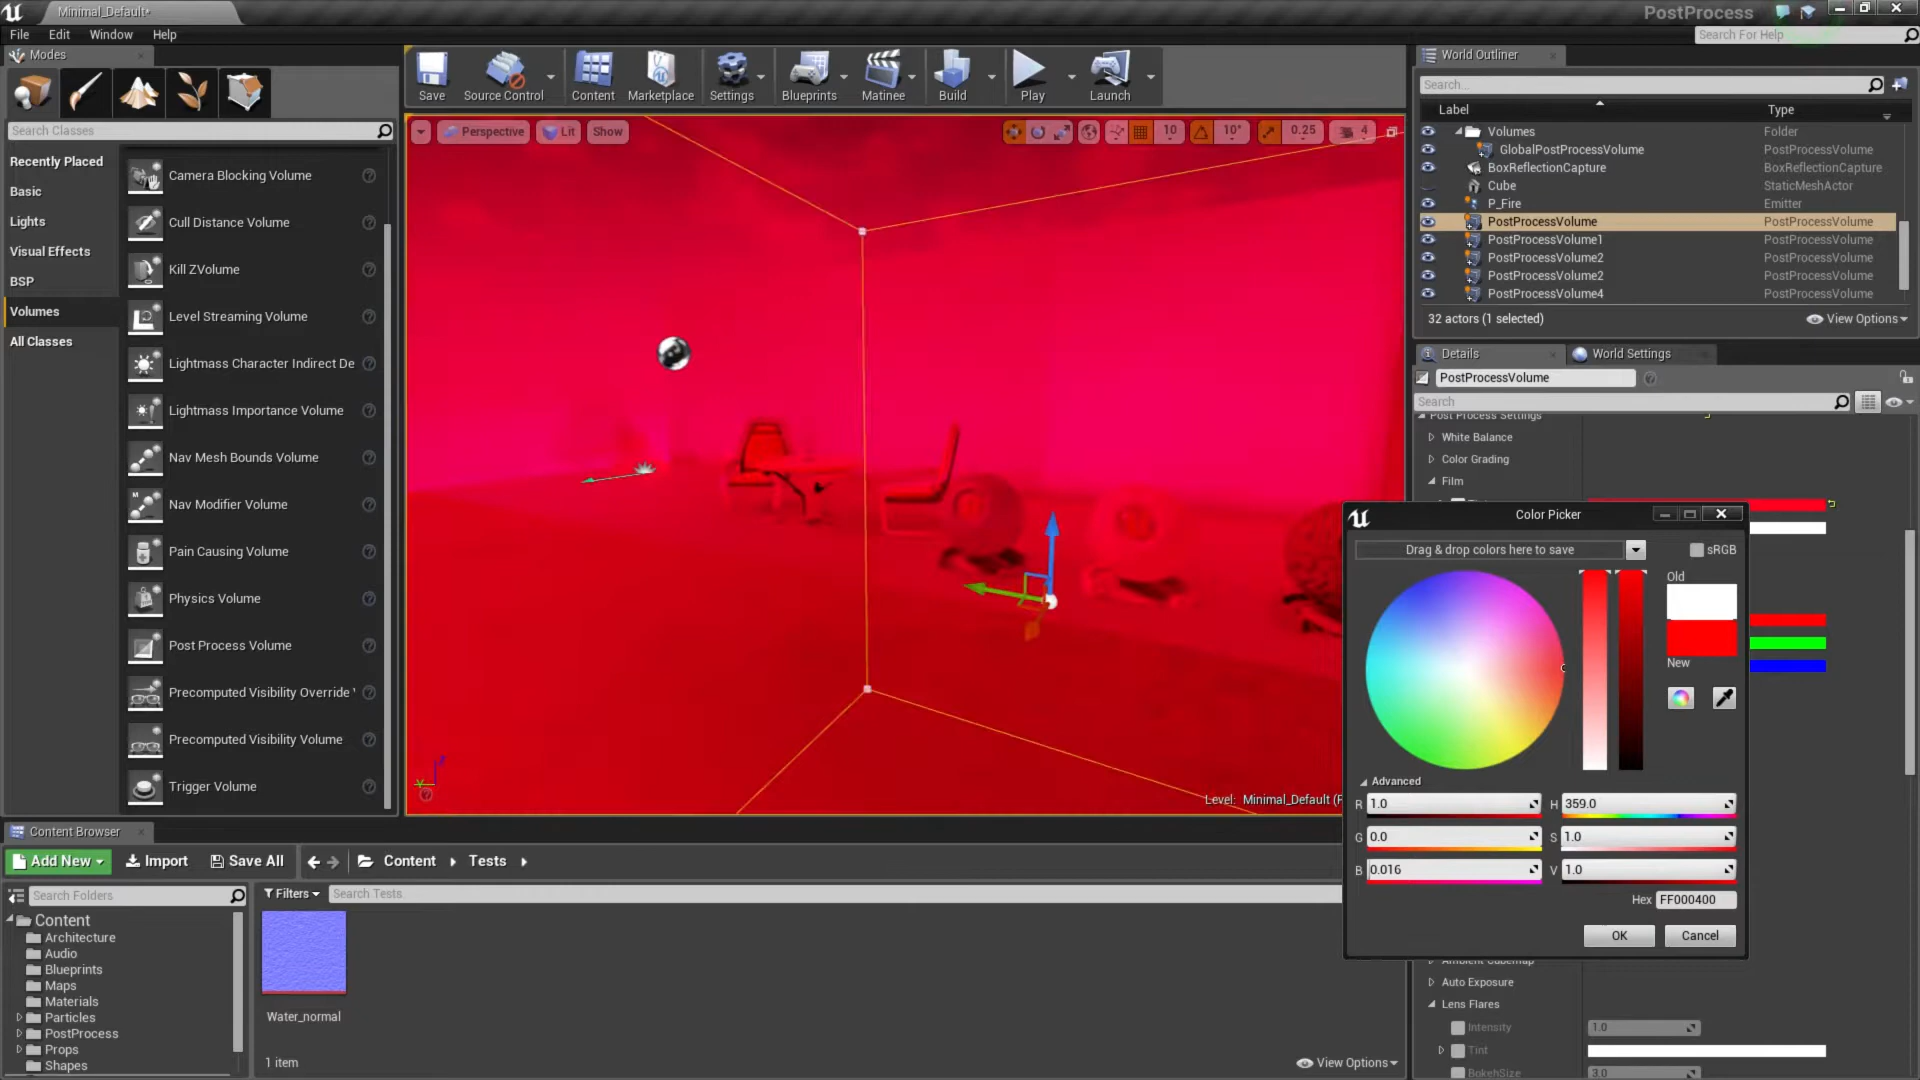 Minimal_Default•
PostProcess
File Edit Window Help
Search For Help
Modes
Search Classes
Recently Placed
Basic
Lights
Visual Effects
BSP
Volumes
All Classes
Camera Blocking Volume
Cull Distance Volume
Kill ZVolume
Level Streaming Volume
Lightmass Character Indirect De
Lightmass Importance Volume
Nav Mesh Bounds Volume
Nav Modifier Volume
Pain Causing Volume
Physics Volume
Post Process Volume
Precomputed Visibility Override
Precomputed Visibility Volume
Trigger Volume
Save Source Control Content Marketplace Settings Blueprints Matinee Build Play Launch
Perspective Lit Show
10 10° 0.25 4
Level: Minimal_Default (P
World Outliner
Search...
Label Type
Volumes Folder
GlobalPostProcessVolume PostProcessVolume
BoxReflectionCapture BoxReflectionCapture
Cube StaticMeshActor
P_Fire Emitter
PostProcessVolume PostProcessVolume
PostProcessVolume1 PostProcessVolume
PostProcessVolume2 PostProcessVolume
PostProcessVolume2 PostProcessVolume
PostProcessVolume4 PostProcessVolume
32 actors (1 selected) View Options
Details World Settings
PostProcessVolume
Search
Post Process Settings
White Balance
Color Grading
Film
Color Picker
Drag & drop colors here to save
sRGB
Old
New
Advanced
R 1.0 H 359.0
G 0.0 S 1.0
B 0.016 V 1.0
Hex FF000400
OK Cancel
Ambient Cubemap
Auto Exposure
Lens Flares
Intensity 1.0
Tint
BokehSize 3.0
Content Browser
Add New Import Save All Content Tests
Search Folders
Filters Search Tests
Content
Architecture
Audio
Blueprints
Maps
Materials
Particles
PostProcess
Props
Shapes
Water_normal
1 item View Options